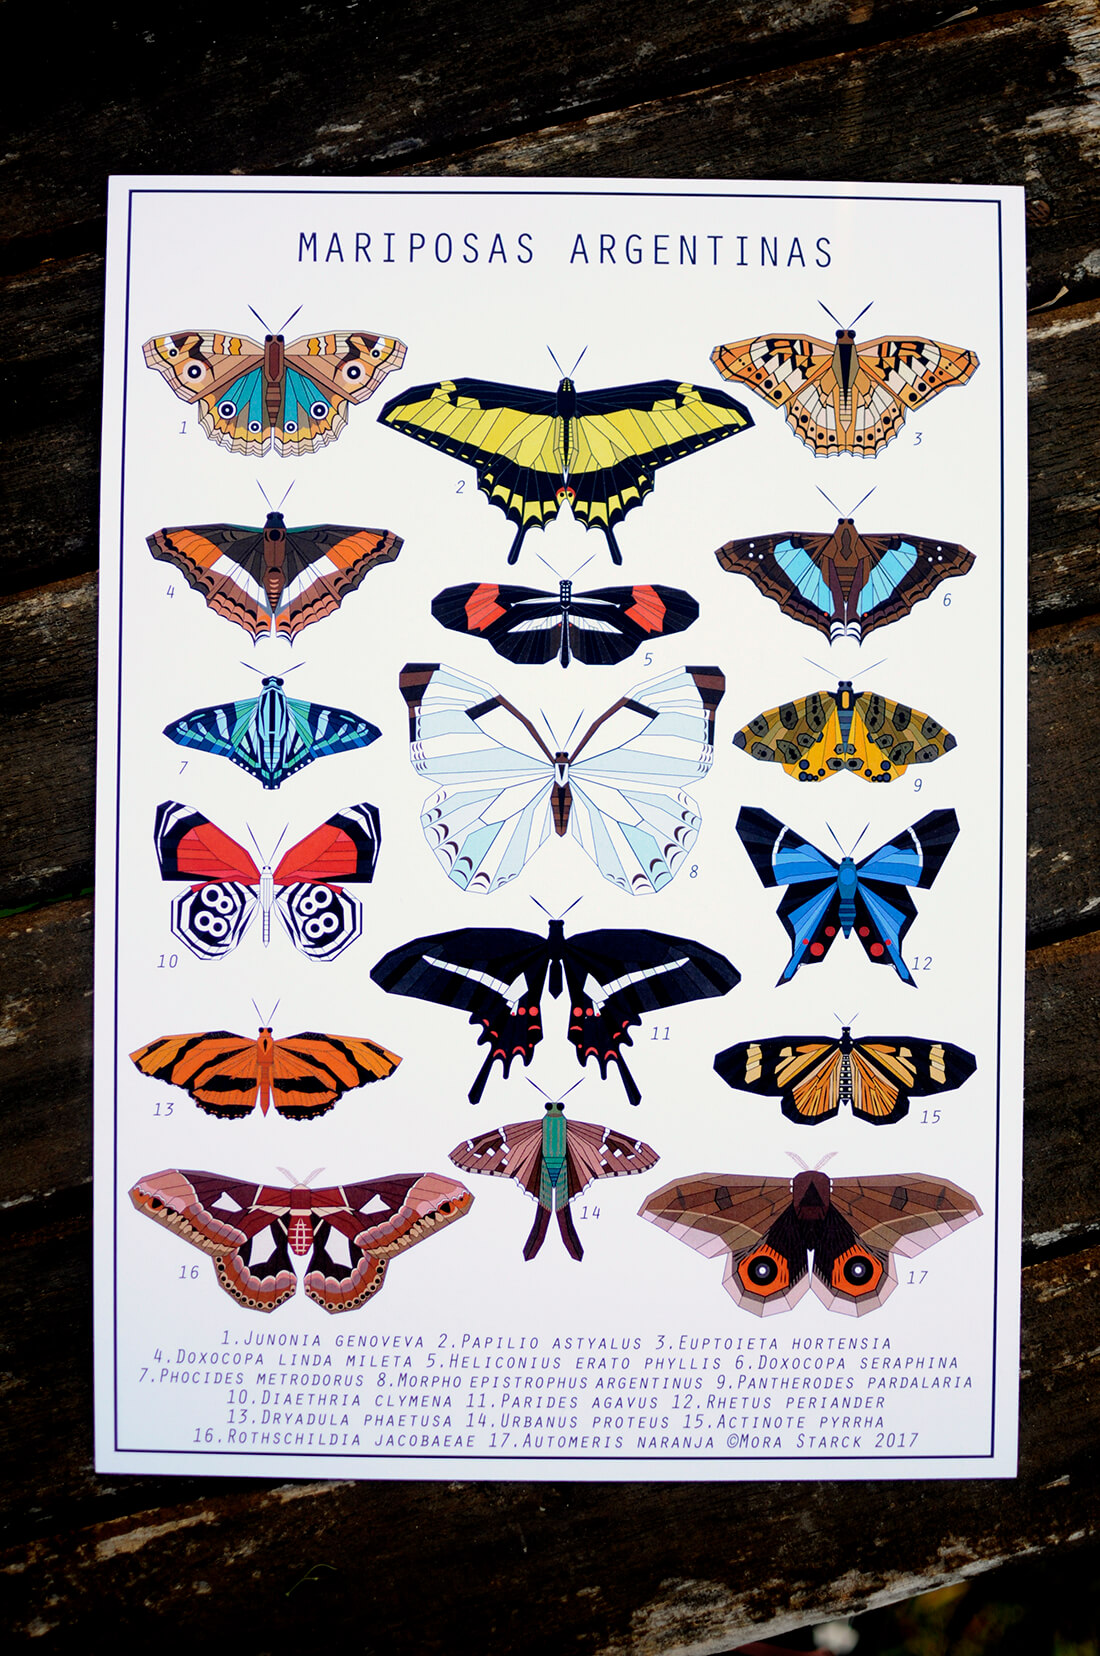 MARIPOSAS ARGENTINAS
1
2
3
4
5
6
7
8
9
10
11
12
13
14
15
16
17
1.JUNONIA GENOVEVA 2.PAPILIO ASTYALUS 3.EUPTOIETA HORTENSIA
4.DOXOCOPA LINDA MILETA 5.HELICONIUS ERATO PHYLLIS 6.DOXOCOPA SERAPHINA
7.PHOCIDES METRODORUS 8.MORPHO EPISTROPHUS ARGENTINUS 9.PANTHERODES PARDALARIA
10.DIAETHRIA CLYMENA 11.PARIDES AGAVUS 12.RHETUS PERIANDER
13.DRYADULA PHAETUSA 14.URBANUS PROTEUS 15.ACTINOTE PYRRHA
16.ROTHSCHILDIA JACOBAEAE 17.AUTOMERIS NARANJA ©MORA STARCK 2017